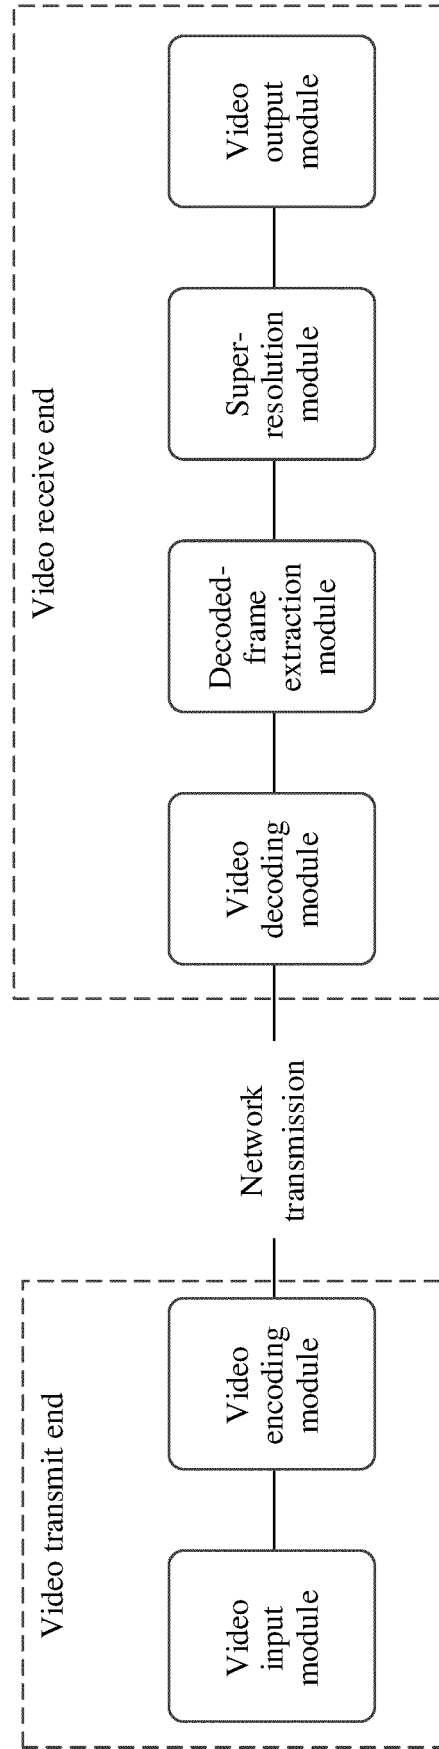 Video transmit end
Video
input
module
Video
encoding
module
Network
transmission
Video receive end
Video
decoding
module
Decoded-
frame
extraction
module
Super-
resolution
module
Video
output
module